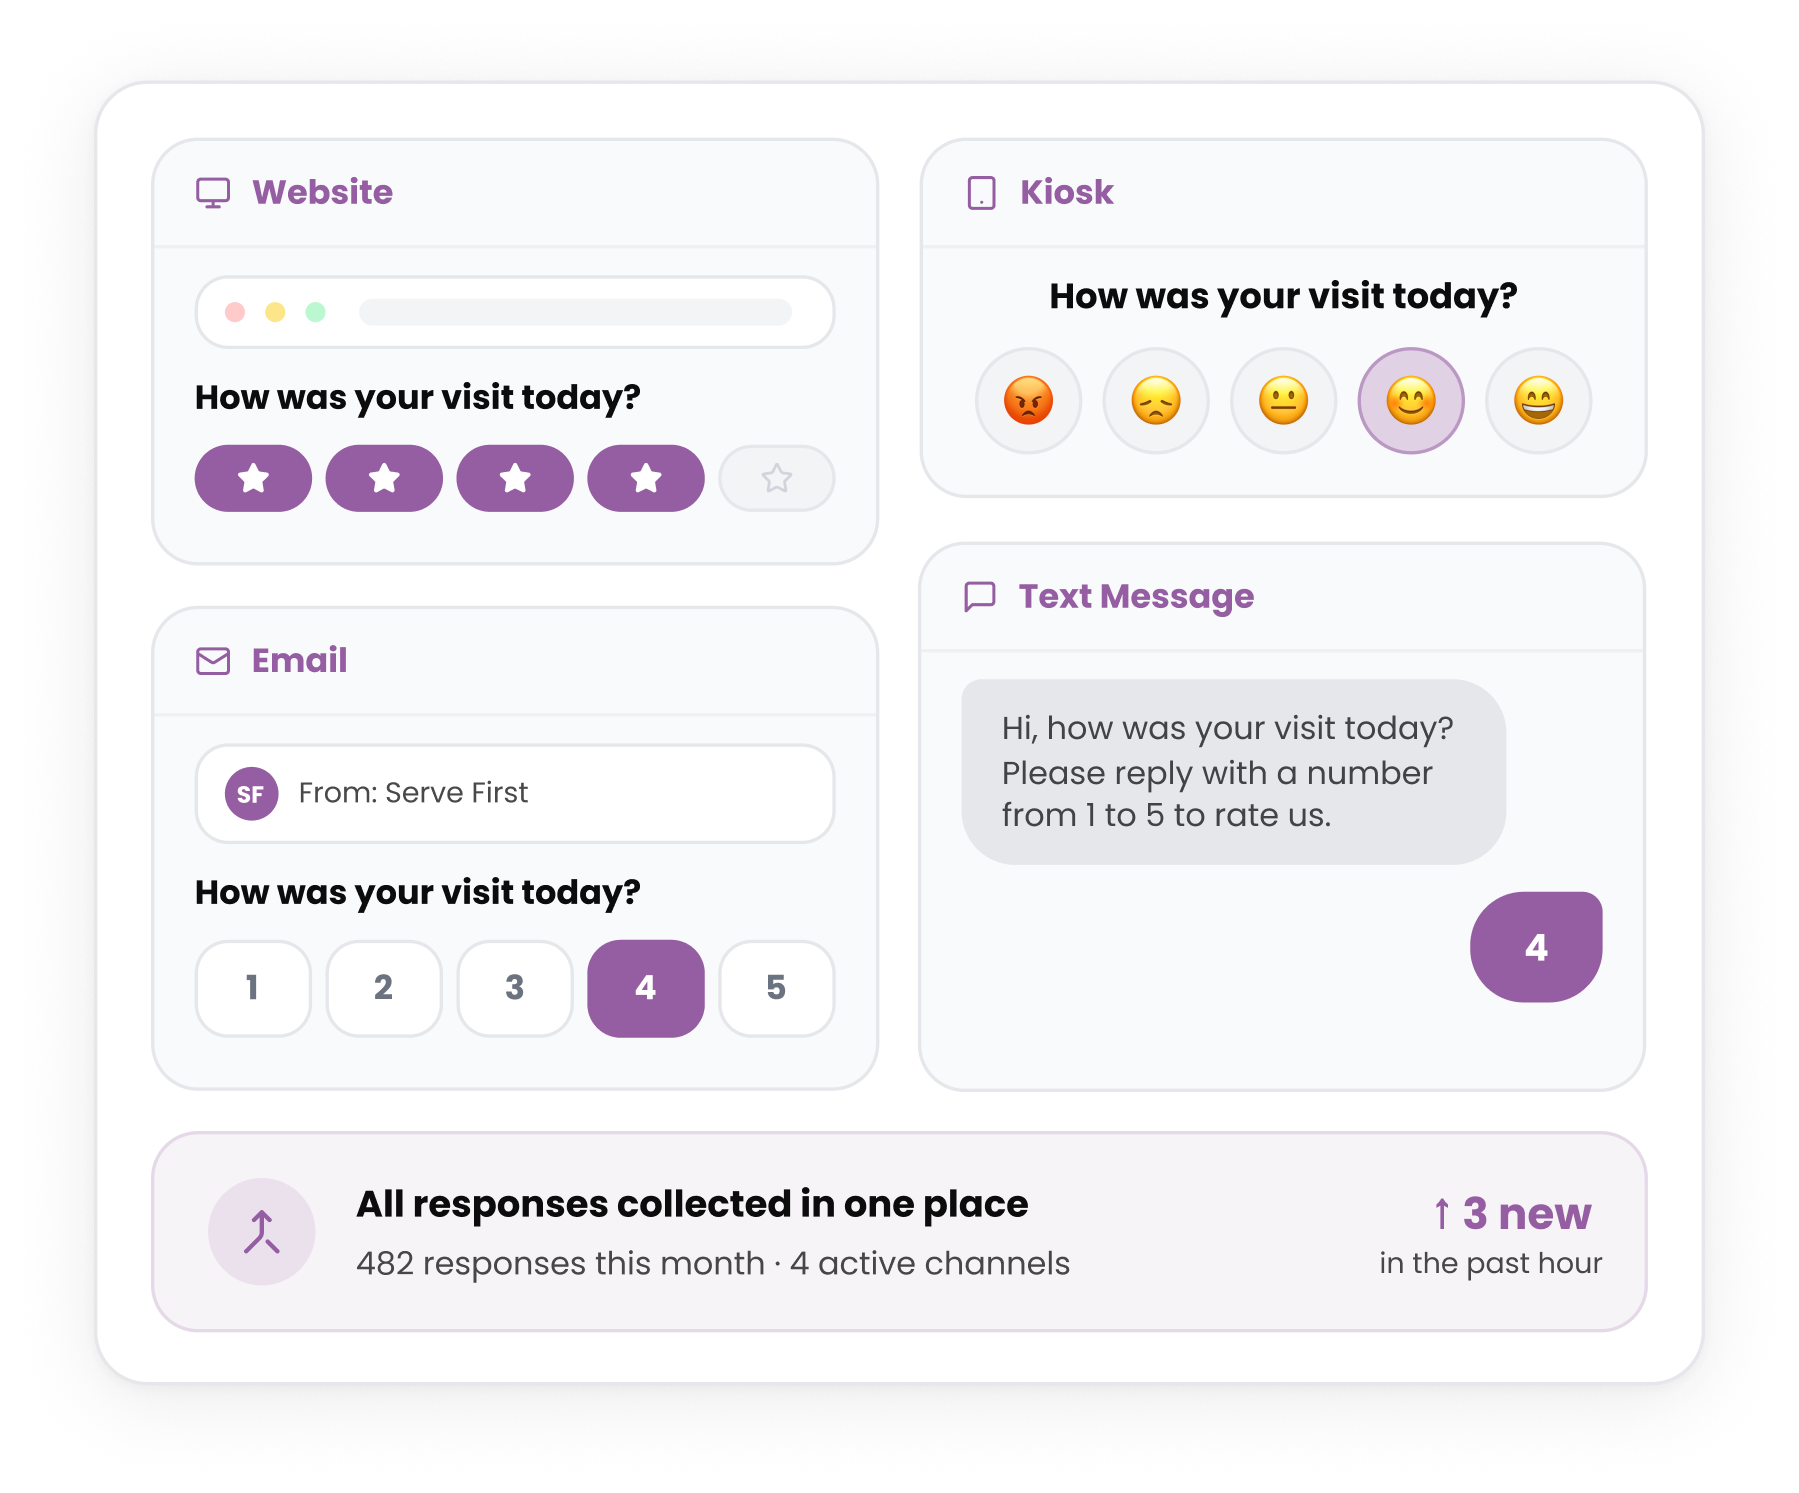 Website
How was your visit today?
Kiosk
How was your visit today?
Email
SF From: Serve First
How was your visit today?
1 2 3 4 5
Text Message
Hi, how was your visit today?
Please reply with a number
from 1 to 5 to rate us.
4
All responses collected in one place
482 responses this month · 4 active channels
↑ 3 new
in the past hour